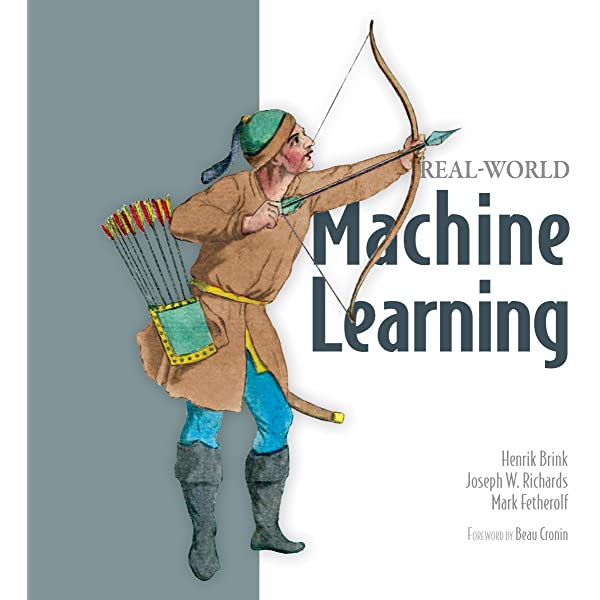 REAL-WORLD
Machine
Learning
Henrik Brink
Joseph W. Richards
Mark Fetherolf
FOREWORD BY Beau Cronin